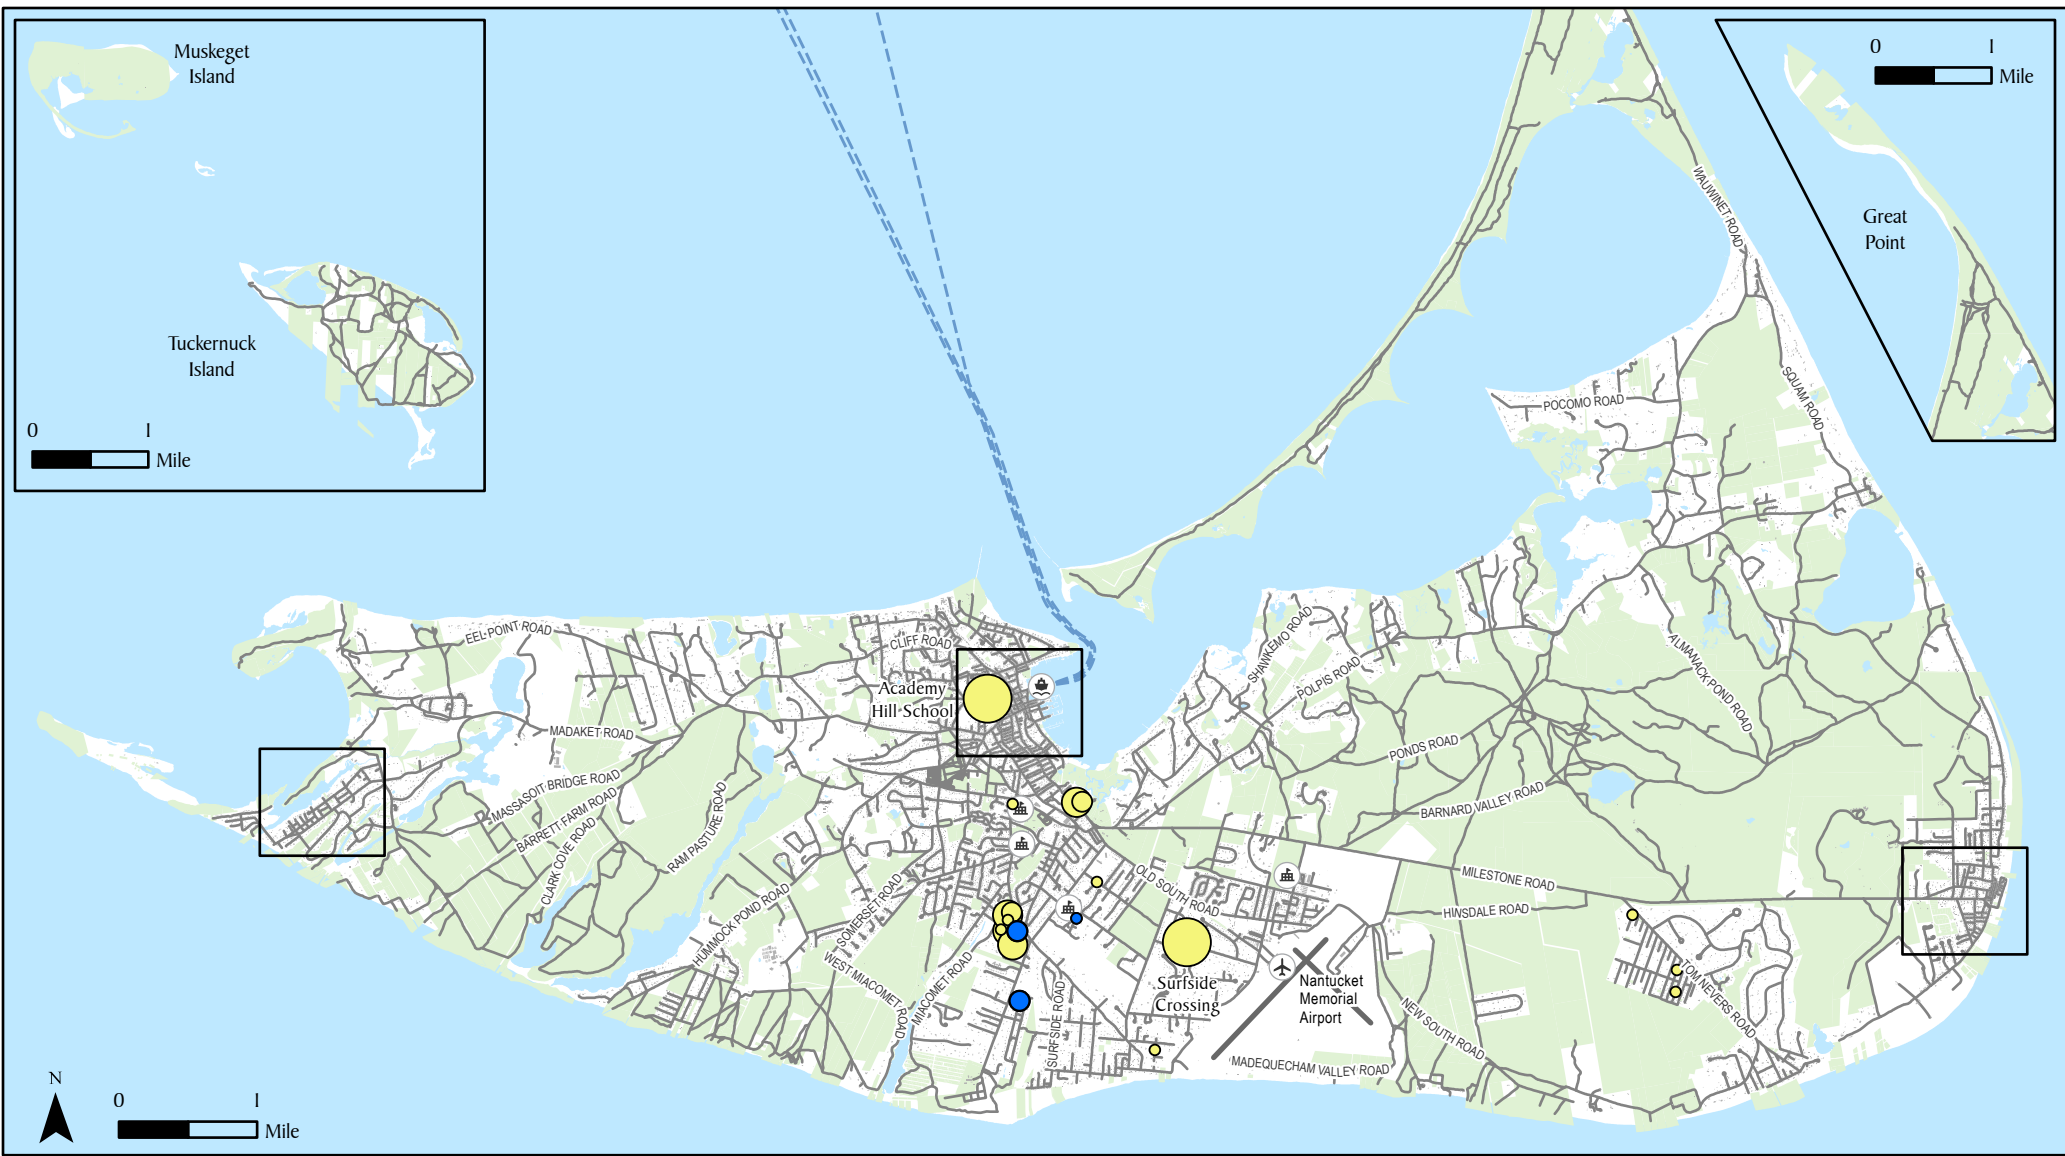 Muskeget
Island
Tuckernuck
Island
0 1
Mile
0 1
Mile
Great
Point
WAUWINET ROAD
SQUAM ROAD
POCOMO ROAD
EEL POINT ROAD
CLIFF ROAD
SHAWKEMO ROAD
POLPIS ROAD
ALMANACK POND ROAD
Academy
Hill School
MADAKET ROAD
PONDS ROAD
MASSASOIT BRIDGE ROAD
BARRETT FARM ROAD
CLARK COVE ROAD
RAM PASTURE ROAD
BARNARD VALLEY ROAD
OLD SOUTH ROAD
MILESTONE ROAD
HINSDALE ROAD
HUMMOCK POND ROAD
SOMERSET ROAD
WEST MIACOMET ROAD
MIACOMET ROAD
SURFSIDE ROAD
Surfside
Crossing
Nantucket
Memorial
Airport
TOM NEVERS ROAD
NEW SOUTH ROAD
MADEQUECHAM VALLEY ROAD
N
0 1
Mile